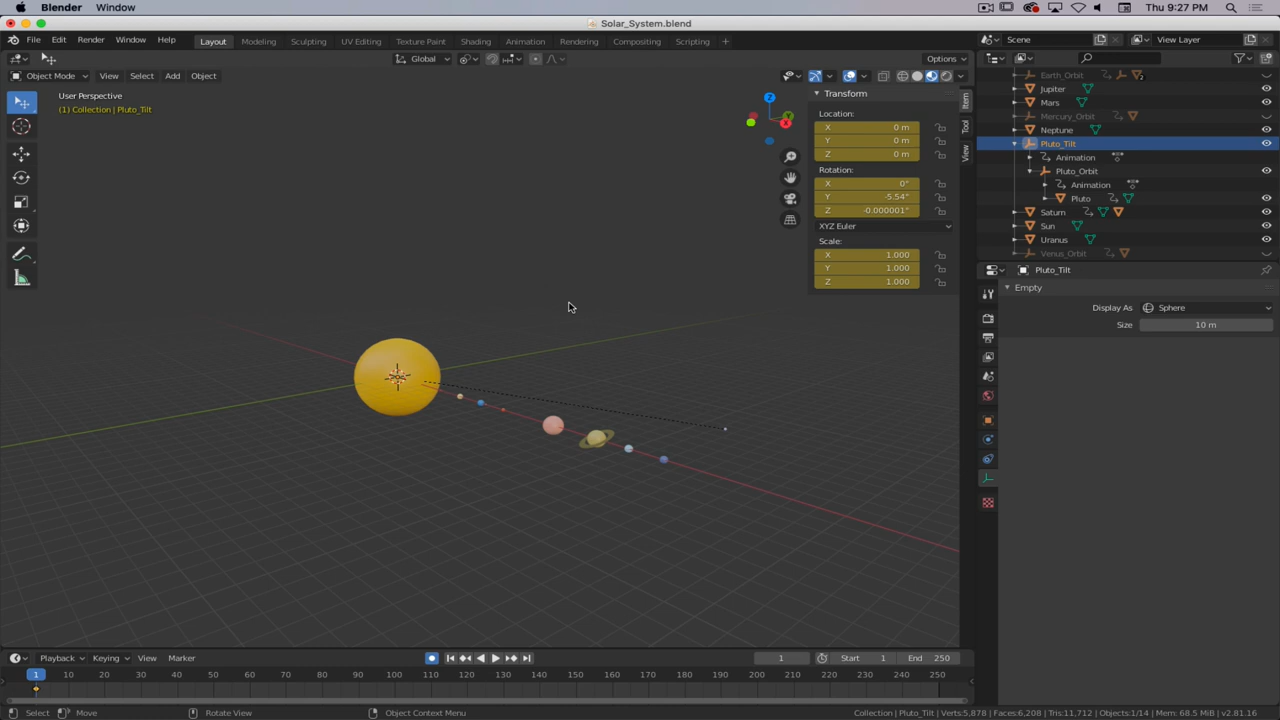 Blender Window
Thu 9:27 PM
Solar_System.blend
File Edit Render Window Help
Layout Modeling Sculpting UV Editing Texture Paint Shading Animation Rendering Compositing Scripting +
Scene
View Layer
Global
Options
Object Mode View Select Add Object
User Perspective
(1) Collection | Pluto_Tilt
Z
Y
X
Transform
Location:
X 0 m
Y 0 m
Z 0 m
Rotation:
X 0°
Y -5.54°
Z -0.000001°
XYZ Euler
Scale:
X 1.000
Y 1.000
Z 1.000
Item
Tool
View
Earth_Orbit 2
Jupiter
Mars
Mercury_Orbit
Neptune
Pluto_Tilt
Animation
Pluto_Orbit
Animation
Pluto
Saturn
Sun
Uranus
Venus_Orbit
Pluto_Tilt
Empty
Display As Sphere
Size 10 m
Playback Keying View Marker
1
Start 1
End 250
1 10 20 30 40 50 60 70 80 90 100 110 120 130 140 150 160 170 180 190 200 210 220 230 240 250
Select Move Rotate View Object Context Menu
Collection | Pluto_Tilt | Verts:5,878 | Faces:6,208 | Tris:11,712 | Objects:1/14 | Mem: 68.5 MiB | v2.81.16